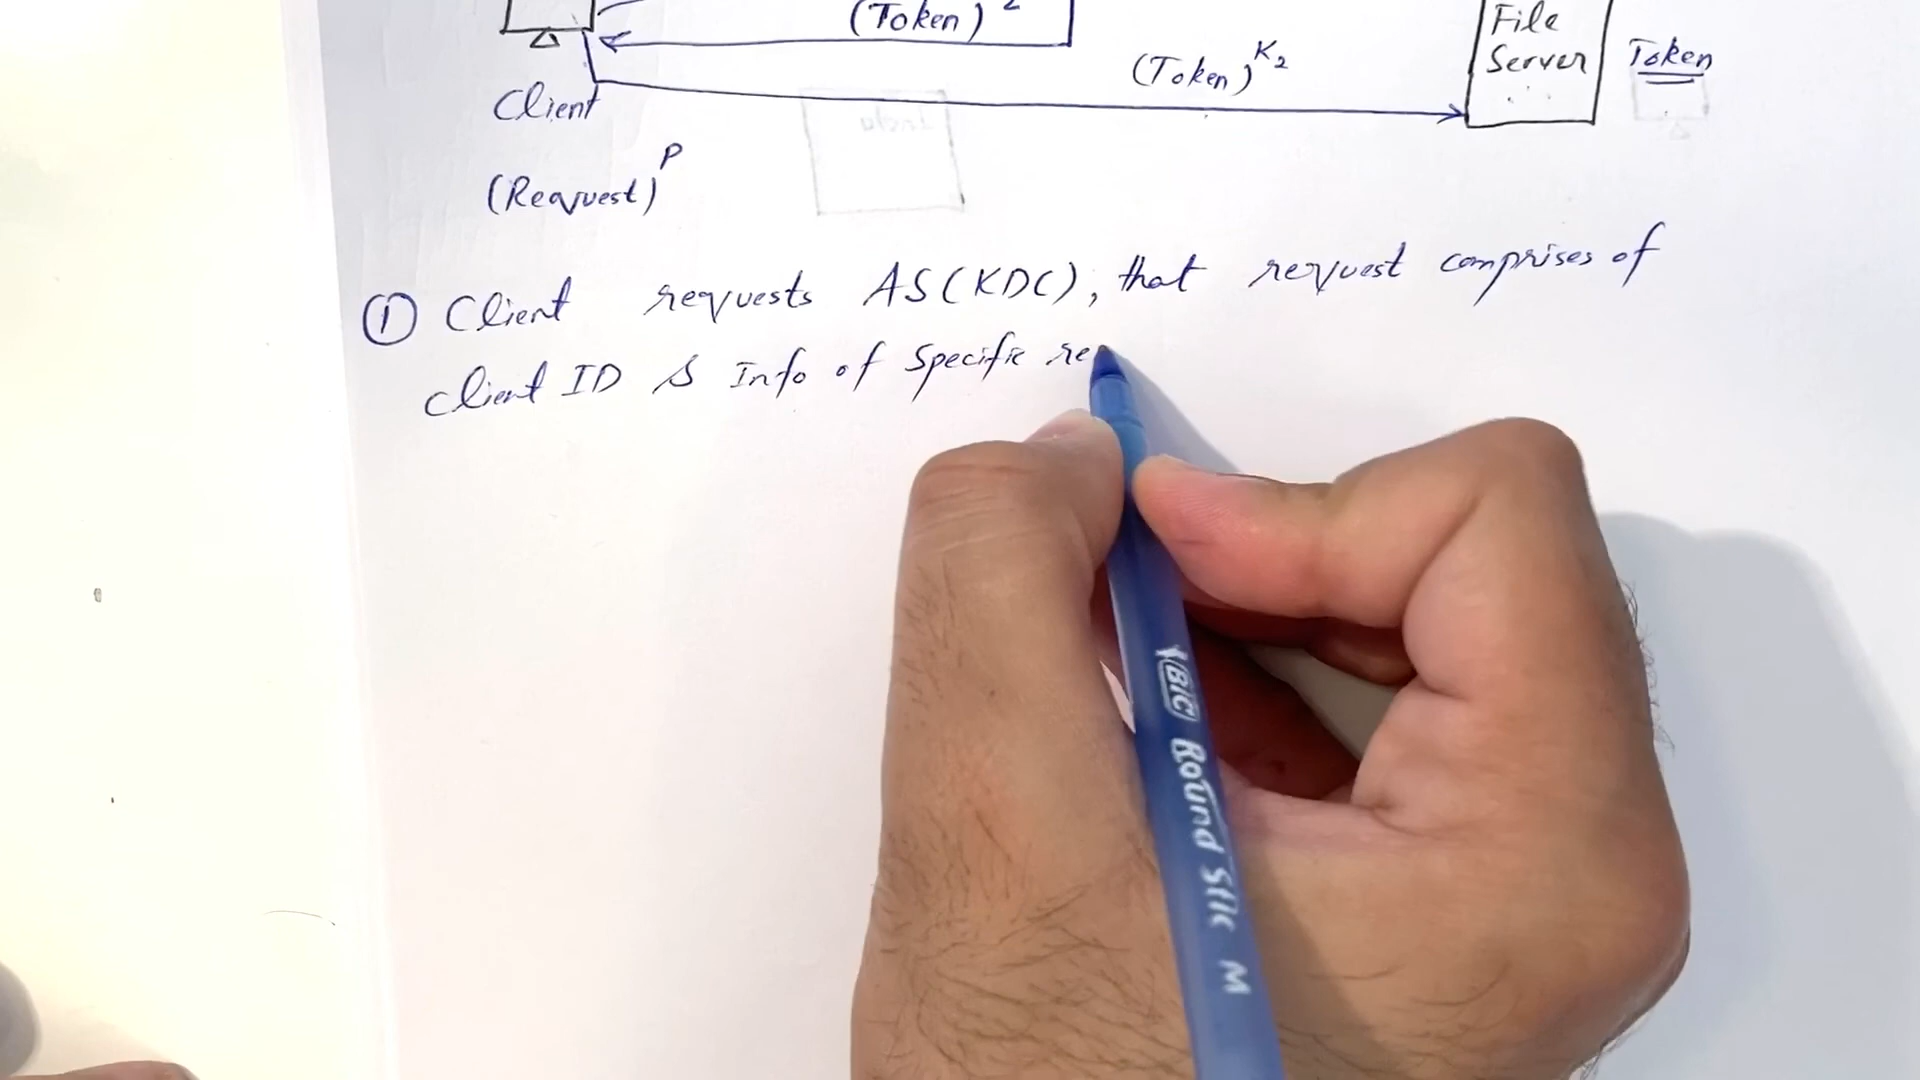 (Token) 2
File
Server
Token
(Token)K2
Client
(Request)P
① Client requests AS(KDC), that request comprises of
Client ID & Info of Specific re
BIC Round Stic M